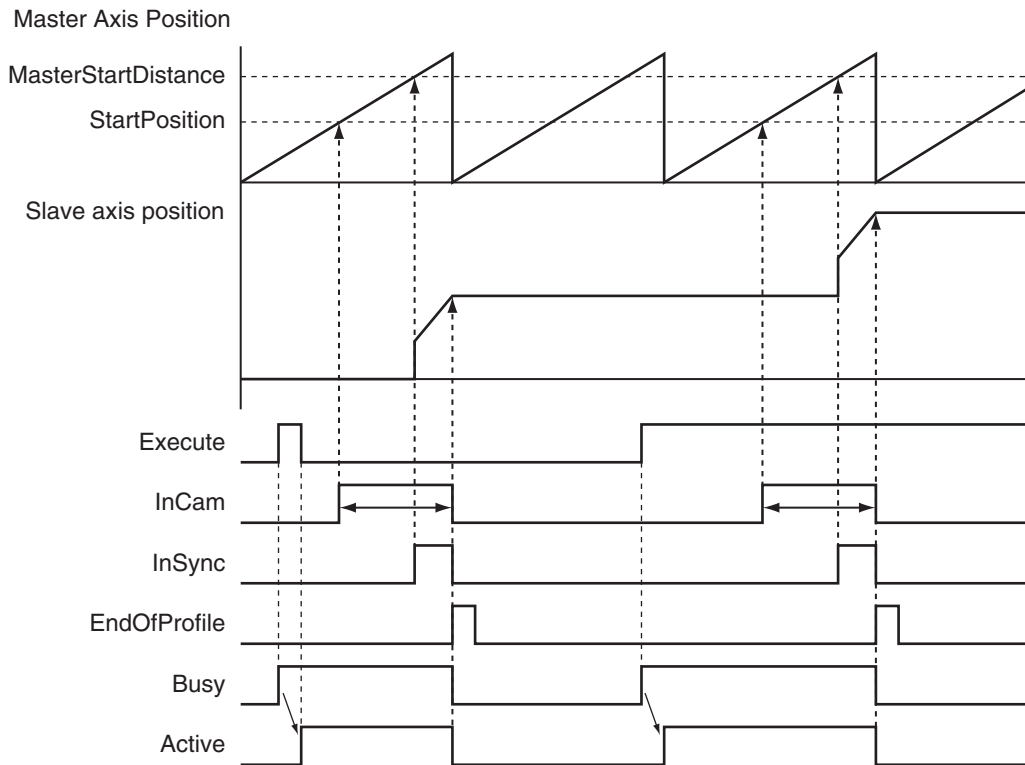 Master Axis Position
MasterStartDistance
StartPosition
Slave axis position
Execute
InCam
InSync
EndOfProfile
Busy
Active